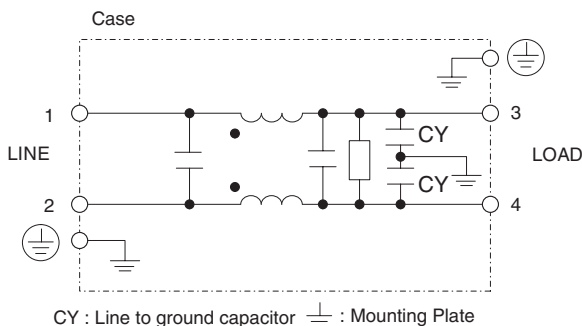 Case
1
3
LINE
CY
LOAD
CY
2
4
CY : Line to ground capacitor : Mounting Plate